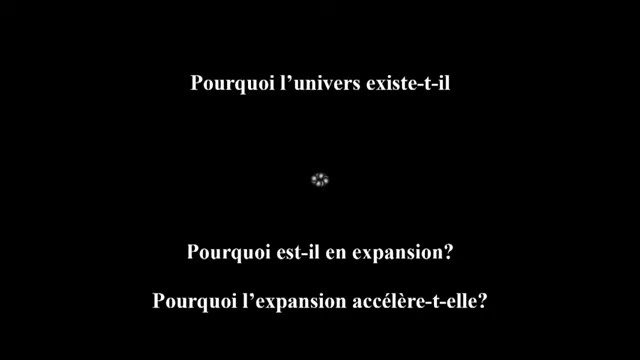 Pourquoi l’univers existe-t-il
Pourquoi est-il en expansion?
Pourquoi l’expansion accélère-t-elle?